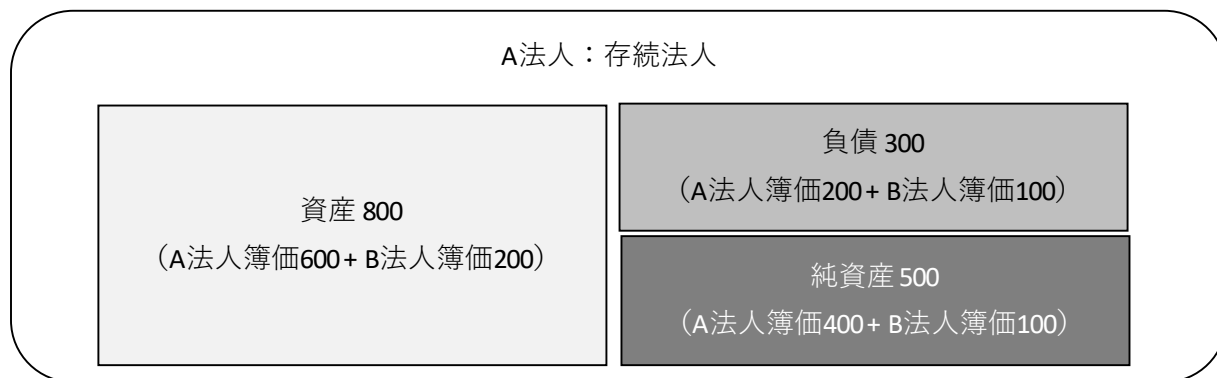 A法人：存続法人
資産 800
（A法人簿価600 + B法人簿価200）
負債 300
（A法人簿価200 + B法人簿価100）
純資産 500
（A法人簿価400 + B法人簿価100）